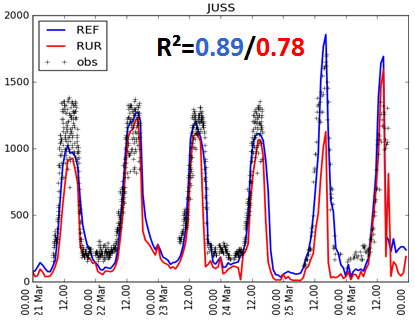 JUSS
2000
1500
1000
500
0
REF
RUR
obs
R²=0.89/0.78
00:00
21 Mar
12:00
00:00
22 Mar
12:00
00:00
23 Mar
12:00
00:00
24 Mar
12:00
00:00
25 Mar
12:00
00:00
26 Mar
12:00
00:00